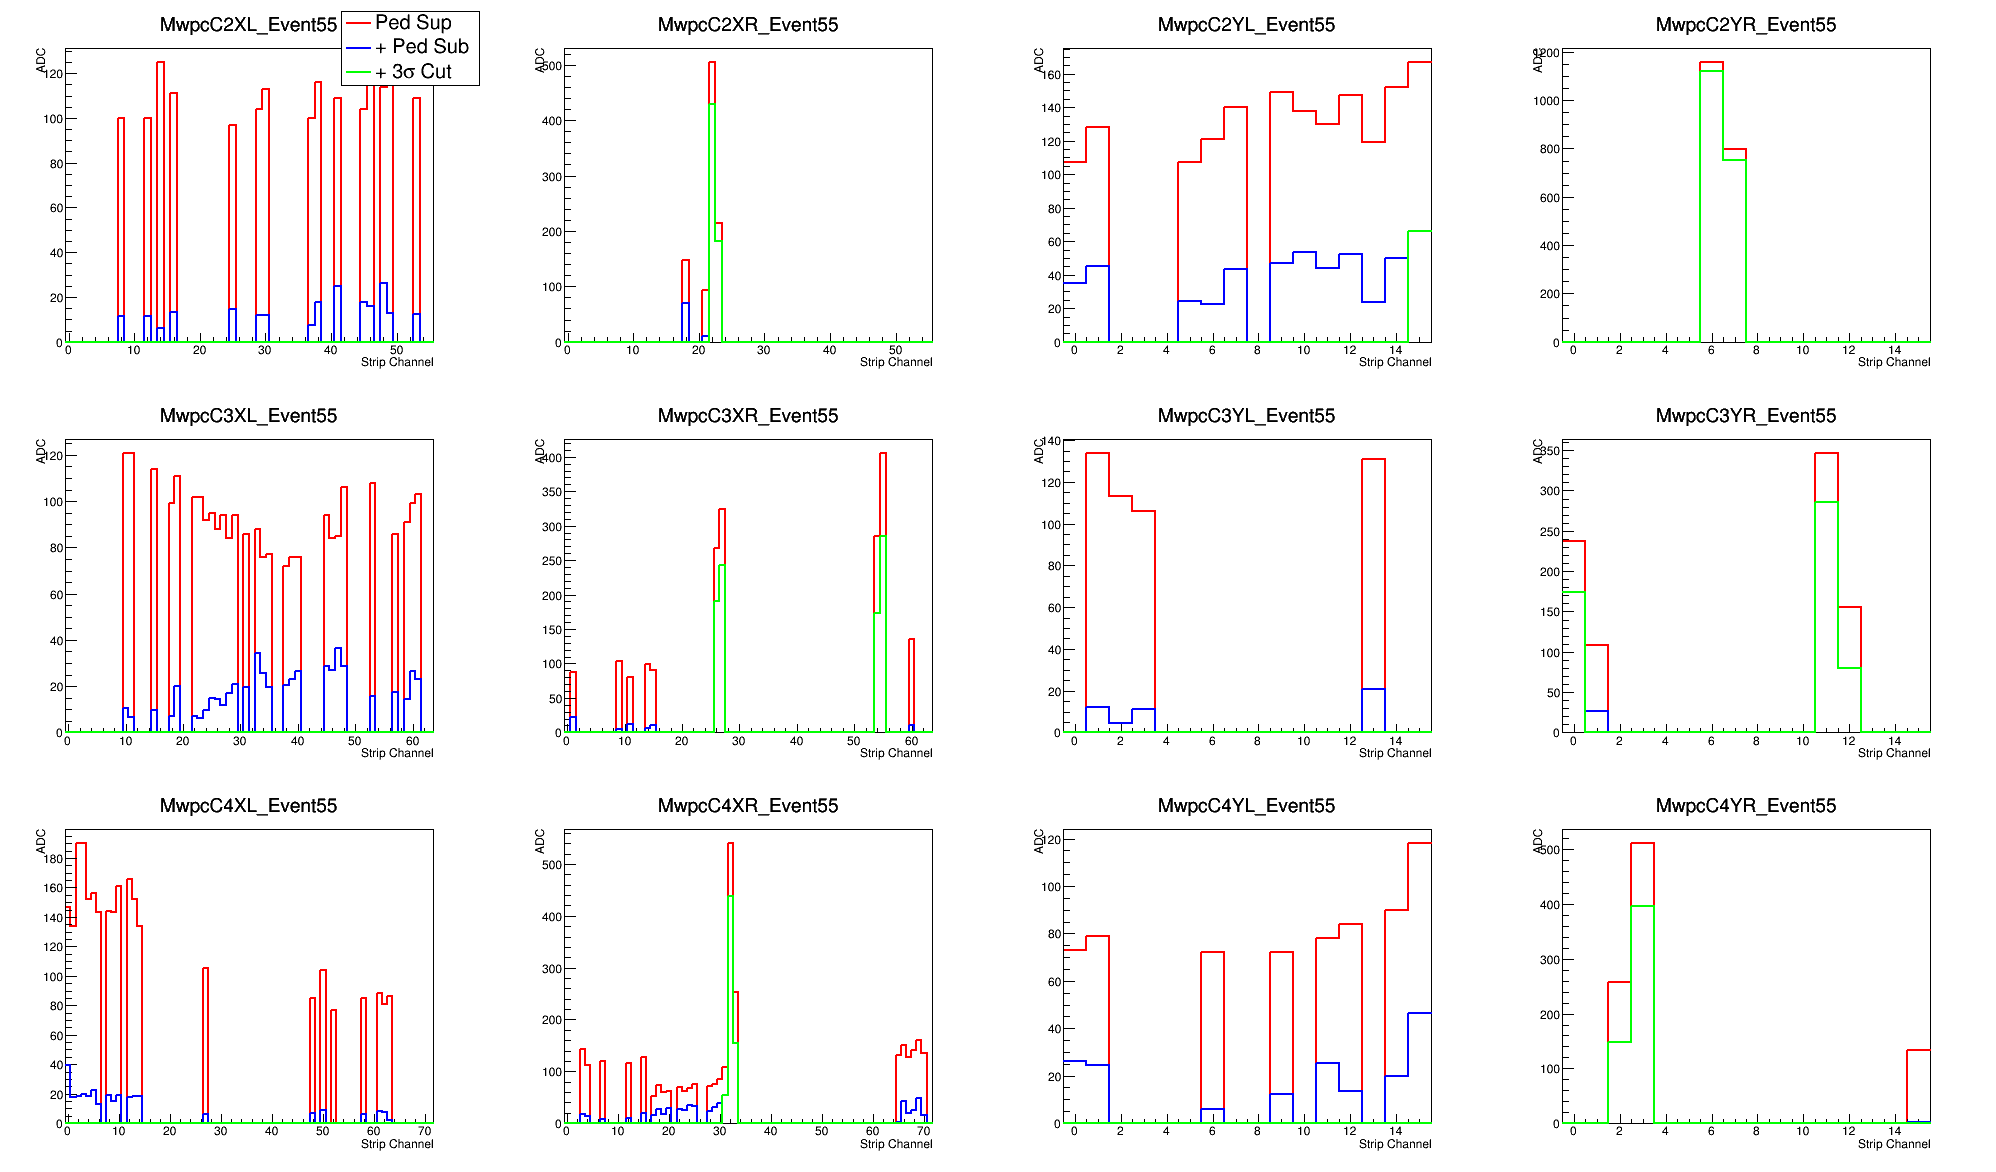 MwpcC2XL_Event55
Ped Sup
+ Ped Sub
+ 3σ Cut
ADC
120
100
80
60
40
20
0
0 10 20 30 40 50
Strip Channel
MwpcC2XR_Event55
ADC
500
400
300
200
100
0
0 10 20 30 40 50
Strip Channel
MwpcC2YL_Event55
ADC
160
140
120
100
80
60
40
20
0
0 2 4 6 8 10 12 14
Strip Channel
MwpcC2YR_Event55
ADC
1200
1000
800
600
400
200
0
0 2 4 6 8 10 12 14
Strip Channel
MwpcC3XL_Event55
ADC
120
100
80
60
40
20
0
0 10 20 30 40 50 60
Strip Channel
MwpcC3XR_Event55
ADC
400
350
300
250
200
150
100
50
0
0 10 20 30 40 50 60
Strip Channel
MwpcC3YL_Event55
ADC
140
120
100
80
60
40
20
0
0 2 4 6 8 10 12 14
Strip Channel
MwpcC3YR_Event55
ADC
350
300
250
200
150
100
50
0
0 2 4 6 8 10 12 14
Strip Channel
MwpcC4XL_Event55
ADC
180
160
140
120
100
80
60
40
20
0
0 10 20 30 40 50 60 70
Strip Channel
MwpcC4XR_Event55
ADC
500
400
300
200
100
0
0 10 20 30 40 50 60 70
Strip Channel
MwpcC4YL_Event55
ADC
120
100
80
60
40
20
0
0 2 4 6 8 10 12 14
Strip Channel
MwpcC4YR_Event55
ADC
500
400
300
200
100
0
0 2 4 6 8 10 12 14
Strip Channel